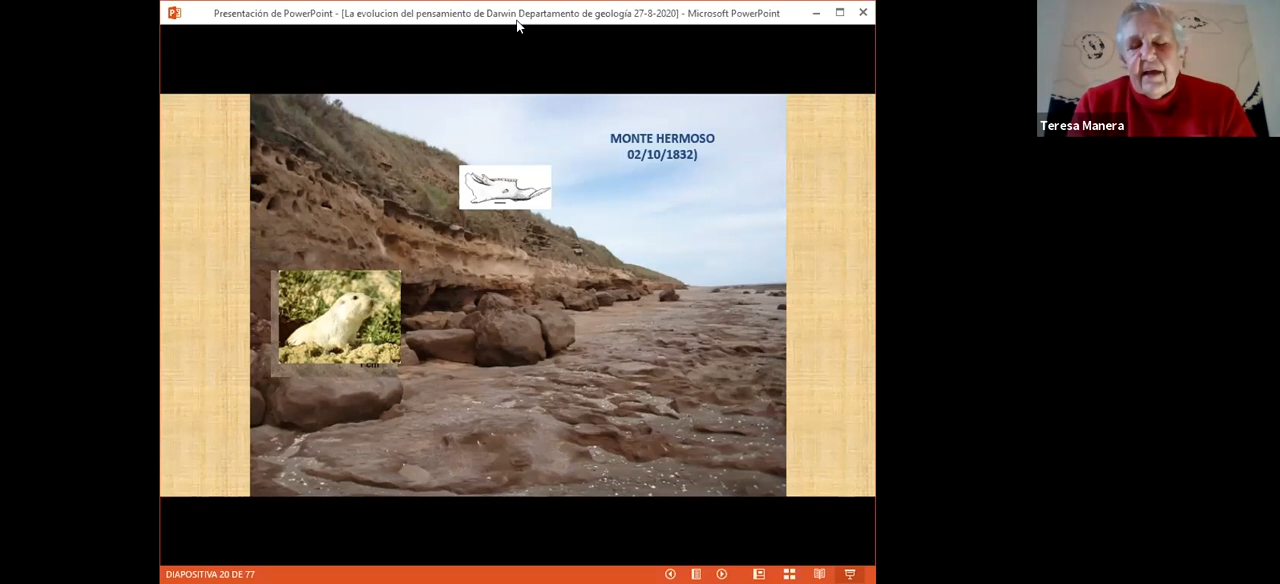 Presentación de PowerPoint - [La evolucion del pensamiento de Darwin Departamento de geología 27-8-2020] - Microsoft PowerPoint
Teresa Manera
MONTE HERMOSO
02/10/1832)
DIAPOSITIVA 20 DE 77